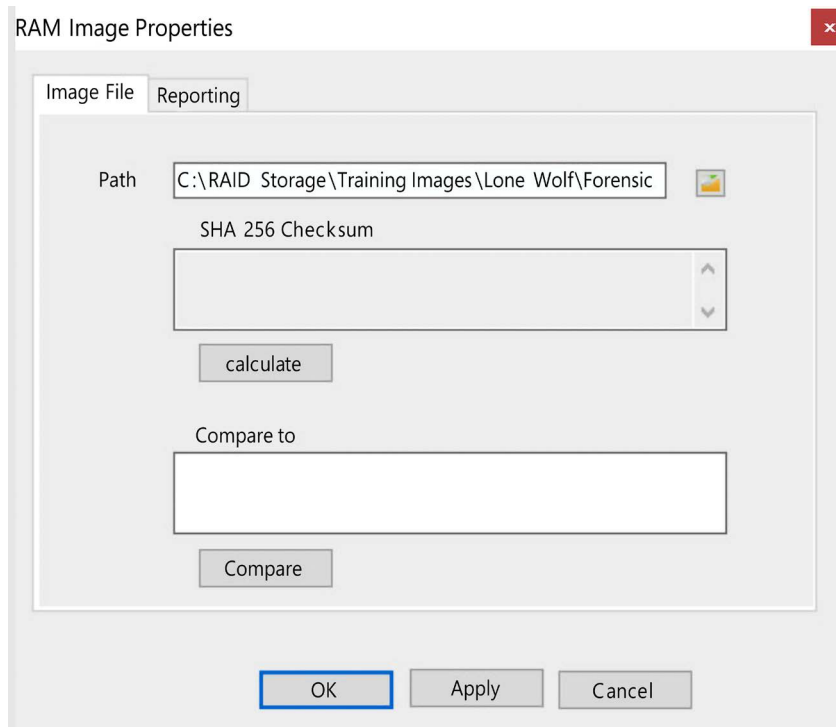 RAM Image Properties
Image File
Reporting
Path
C:\RAID Storage\Training Images\Lone Wolf\Forensic
SHA 256 Checksum
calculate
Compare to
Compare
OK
Apply
Cancel